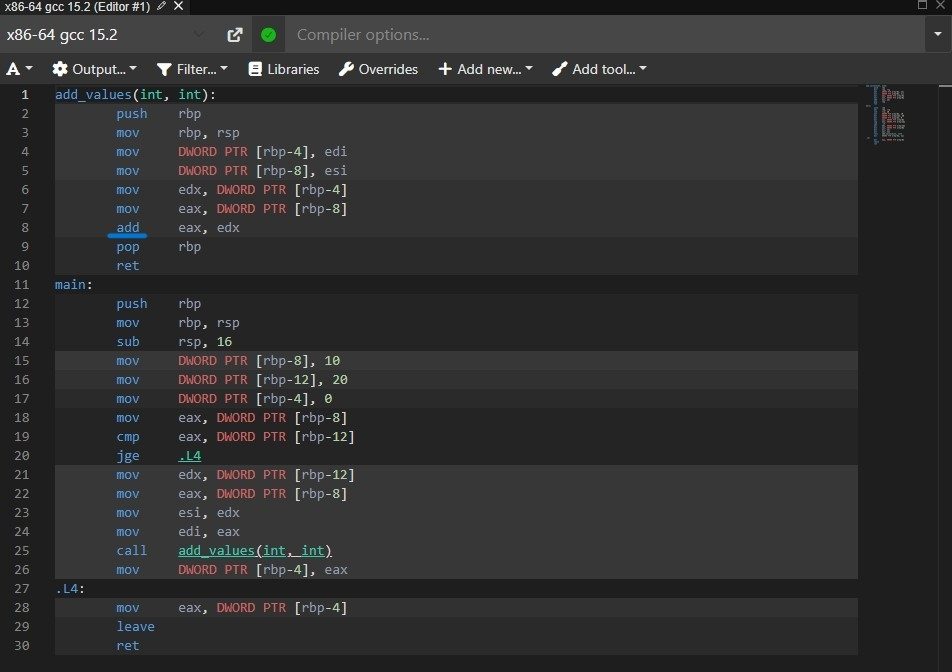 x86-64 gcc 15.2 (Editor #1)
x86-64 gcc 15.2 Compiler options...
A Output... Filter... Libraries Overrides Add new... Add tool...
1 add_values(int, int):
2 push rbp
3 mov rbp, rsp
4 mov DWORD PTR [rbp-4], edi
5 mov DWORD PTR [rbp-8], esi
6 mov edx, DWORD PTR [rbp-4]
7 mov eax, DWORD PTR [rbp-8]
8 add eax, edx
9 pop rbp
10 ret
11 main:
12 push rbp
13 mov rbp, rsp
14 sub rsp, 16
15 mov DWORD PTR [rbp-8], 10
16 mov DWORD PTR [rbp-12], 20
17 mov DWORD PTR [rbp-4], 0
18 mov eax, DWORD PTR [rbp-8]
19 cmp eax, DWORD PTR [rbp-12]
20 jge .L4
21 mov edx, DWORD PTR [rbp-12]
22 mov eax, DWORD PTR [rbp-8]
23 mov esi, edx
24 mov edi, eax
25 call add_values(int, int)
26 mov DWORD PTR [rbp-4], eax
27 .L4:
28 mov eax, DWORD PTR [rbp-4]
29 leave
30 ret